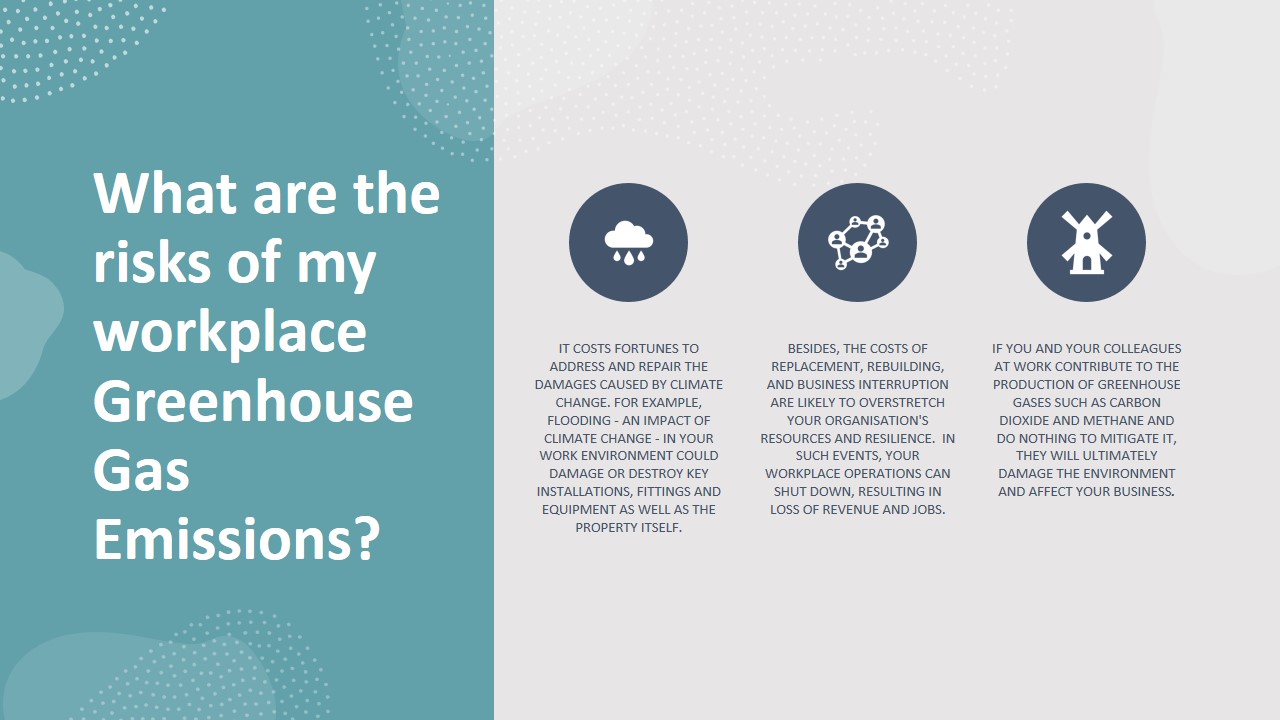 What are the
risks of my
workplace
Greenhouse
Gas
Emissions?
IT COSTS FORTUNES TO
ADDRESS AND REPAIR THE
DAMAGES CAUSED BY CLIMATE
CHANGE. FOR EXAMPLE,
FLOODING - AN IMPACT OF
CLIMATE CHANGE - IN YOUR
WORK ENVIRONMENT COULD
DAMAGE OR DESTROY KEY
INSTALLATIONS, FITTINGS AND
EQUIPMENT AS WELL AS THE
PROPERTY ITSELF.
BESIDES, THE COSTS OF
REPLACEMENT, REBUILDING,
AND BUSINESS INTERRUPTION
ARE LIKELY TO OVERSTRETCH
YOUR ORGANISATION'S
RESOURCES AND RESILIENCE.  IN
SUCH EVENTS, YOUR
WORKPLACE OPERATIONS CAN
SHUT DOWN, RESULTING IN
LOSS OF REVENUE AND JOBS.
IF YOU AND YOUR COLLEAGUES
AT WORK CONTRIBUTE TO THE
PRODUCTION OF GREENHOUSE
GASES SUCH AS CARBON
DIOXIDE AND METHANE AND
DO NOTHING TO MITIGATE IT,
THEY WILL ULTIMATELY
DAMAGE THE ENVIRONMENT
AND AFFECT YOUR BUSINESS.